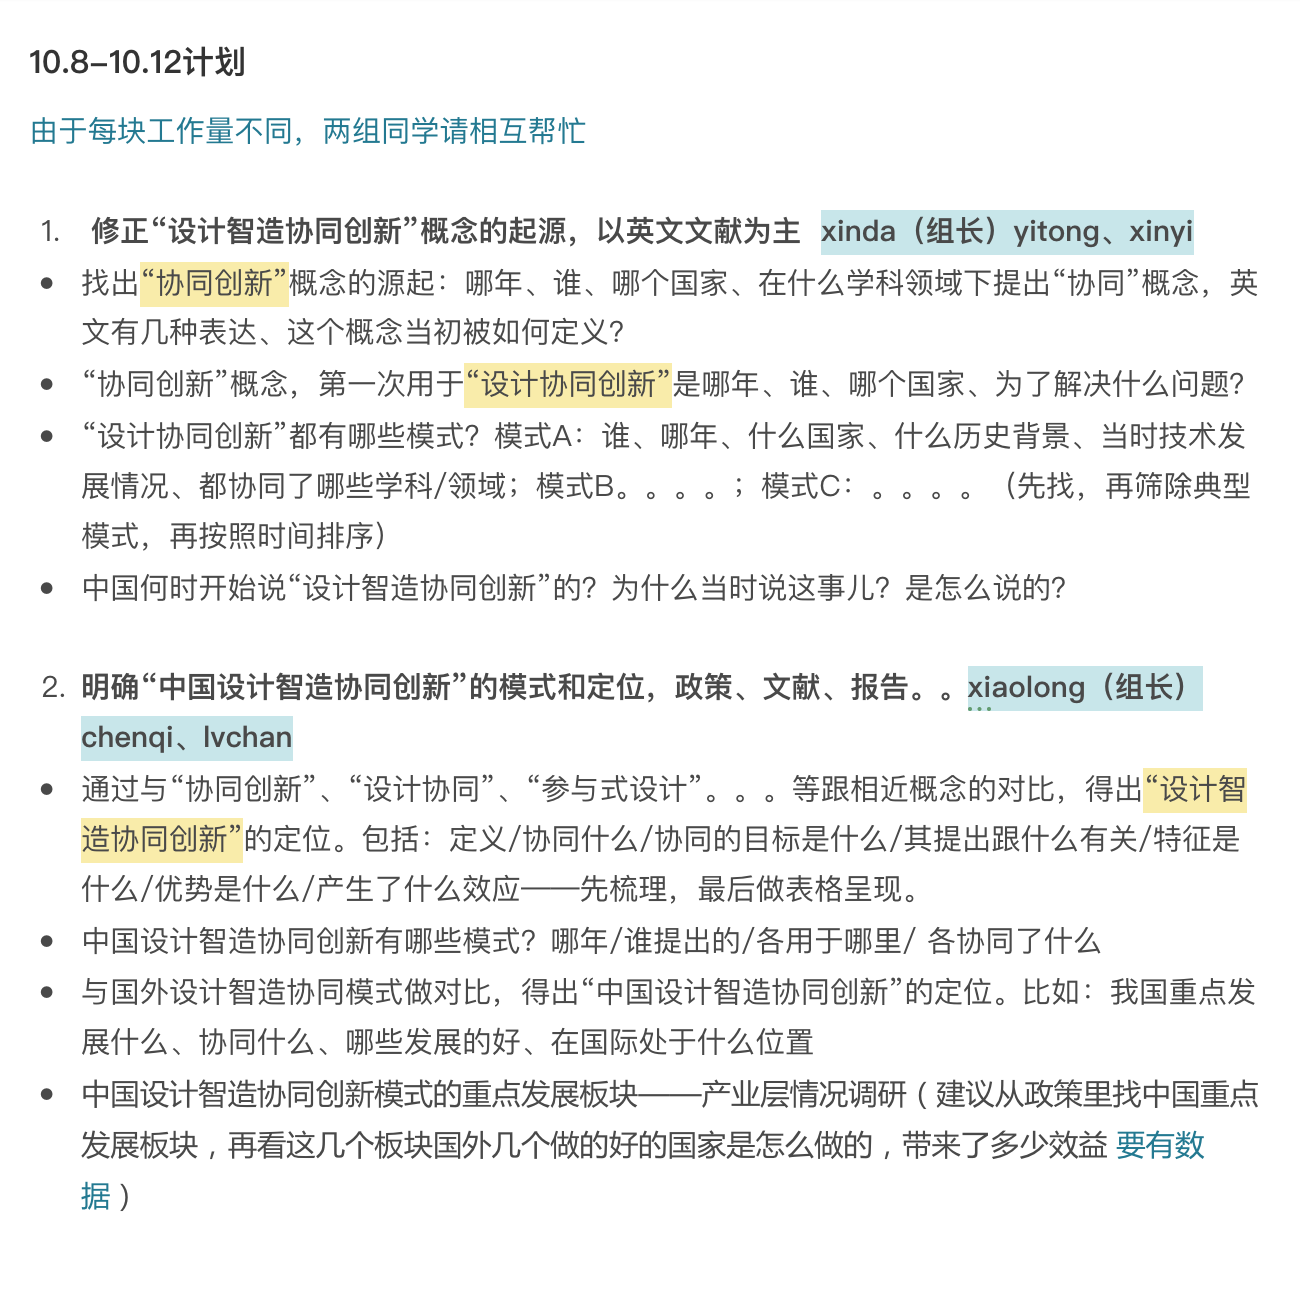 10.8–10.12计划
由于每块工作量不同，两组同学请相互帮忙
1. 修正“设计智造协同创新”概念的起源，以英文文献为主 xinda（组长）yitong、xinyi
• 找出“协同创新”概念的源起：哪年、谁、哪个国家、在什么学科领域下提出“协同”概念，英
文有几种表达、这个概念当初被如何定义？
• “协同创新”概念，第一次用于“设计协同创新”是哪年、谁、哪个国家、为了解决什么问题？
• “设计协同创新”都有哪些模式？模式A：谁、哪年、什么国家、什么历史背景、当时技术发
展情况、都协同了哪些学科/领域；模式B。。。。；模式C：。。。。（先找，再筛除典型
模式，再按照时间排序）
• 中国何时开始说“设计智造协同创新”的？为什么当时说这事儿？是怎么说的？
2. 明确“中国设计智造协同创新”的模式和定位，政策、文献、报告。。xiaolong（组长）
chenqi、lvchan
• 通过与“协同创新”、“设计协同”、“参与式设计”。。。等跟相近概念的对比，得出“设计智
造协同创新”的定位。包括：定义/协同什么/协同的目标是什么/其提出跟什么有关/特征是
什么/优势是什么/产生了什么效应——先梳理，最后做表格呈现。
• 中国设计智造协同创新有哪些模式？哪年/谁提出的/各用于哪里/ 各协同了什么
• 与国外设计智造协同模式做对比，得出“中国设计智造协同创新”的定位。比如：我国重点发
展什么、协同什么、哪些发展的好、在国际处于什么位置
• 中国设计智造协同创新模式的重点发展板块——产业层情况调研（建议从政策里找中国重点
发展板块，再看这几个板块国外几个做的好的国家是怎么做的，带来了多少效益 要有数
据）